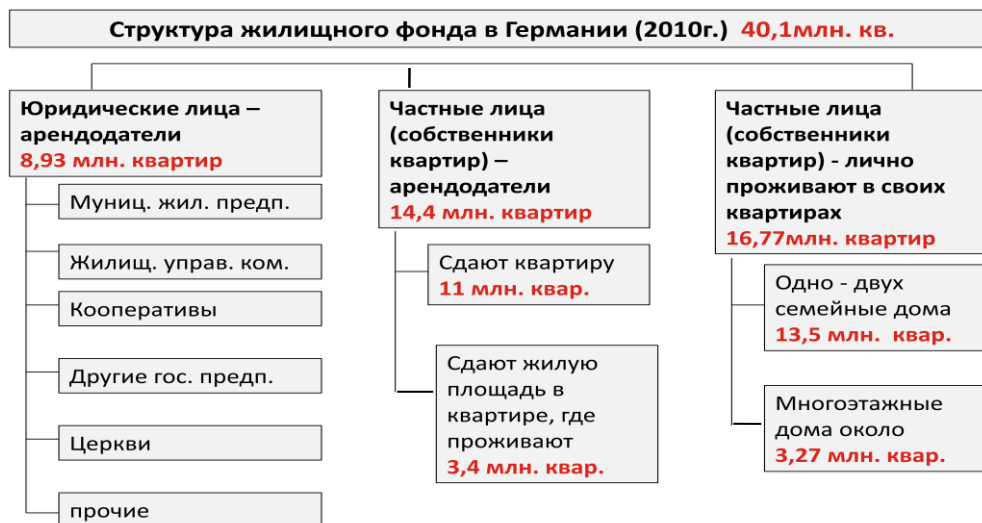 Структура жилищного фонда в Германии (2010г.) 40,1млн. кв.
Юридические лица –
арендодатели
8,93 млн. квартир
Муниц. жил. предп.
Жилищ. управ. ком.
Кооперативы
Другие гос. предп.
Церкви
прочие
Частные лица
(собственники
квартир) –
арендодатели
14,4 млн. квартир
Сдают квартиру
11 млн. квар.
Сдают жилую
площадь в
квартире, где
проживают
3,4 млн. квар.
Частные лица
(собственники
квартир) - лично
проживают в своих
квартирах
16,77млн. квартир
Одно - двух
семейные дома
13,5 млн. квар.
Многоэтажные
дома около
3,27 млн. квар.